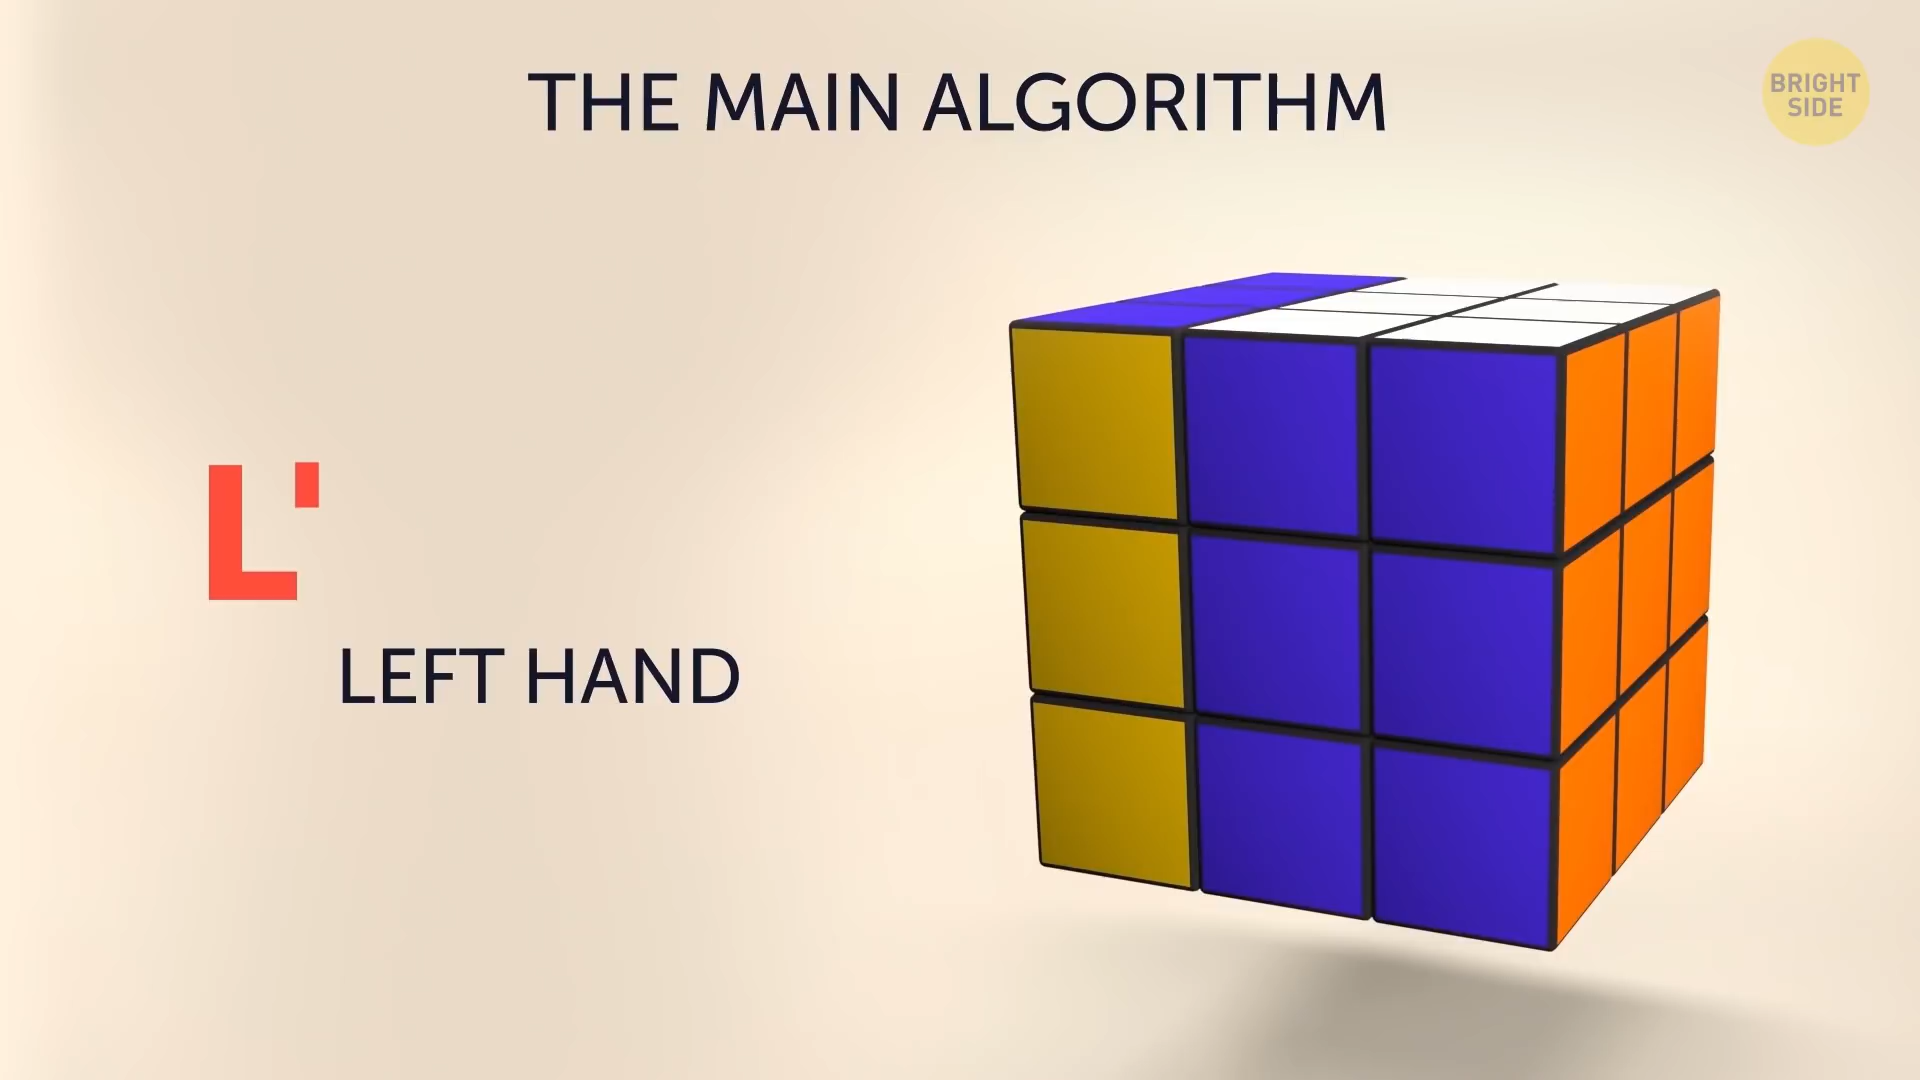 THE MAIN ALGORITHM
BRIGHT
SIDE
L'
LEFT HAND